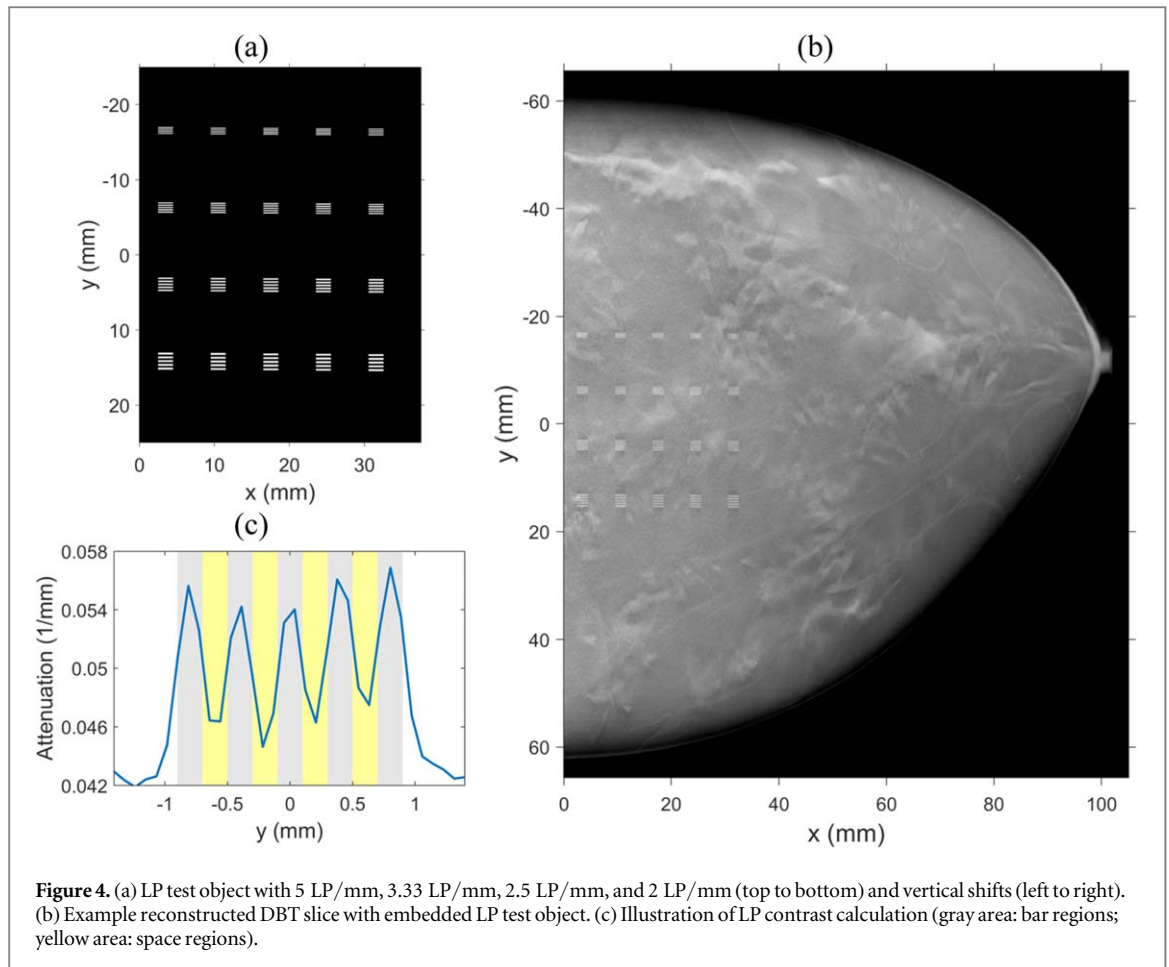 (a)
-20
-10
0
10
20
y (mm)
0 10 20 30
x (mm)
(b)
-60
-40
-20
0
20
40
60
y (mm)
0 20 40 60 80 100
x (mm)
(c)
0.058
0.054
0.05
0.046
0.042
Attenuation (1/mm)
-1 -0.5 0 0.5 1
y (mm)
Figure 4. (a) LP test object with 5 LP/mm, 3.33 LP/mm, 2.5 LP/mm, and 2 LP/mm (top to bottom) and vertical shifts (left to right).
(b) Example reconstructed DBT slice with embedded LP test object. (c) Illustration of LP contrast calculation (gray area: bar regions;
yellow area: space regions).